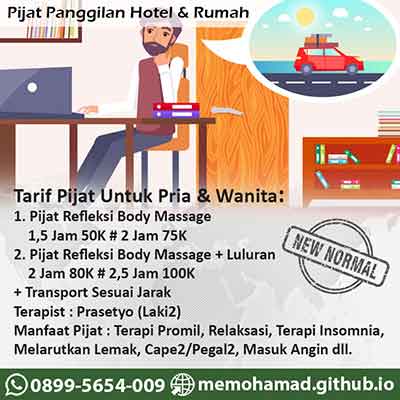 Pijat Panggilan Hotel & Rumah
Tarif Pijat Untuk Pria & Wanita:
1. Pijat Refleksi Body Massage
1,5 Jam 50K # 2 Jam 75K
2. Pijat Refleksi Body Massage + Luluran
2 Jam 80K # 2,5 Jam 100K
+ Transport Sesuai Jarak
Terapist : Prasetyo (Laki2)
Manfaat Pijat : Terapi Promil, Relaksasi, Terapi Insomnia,
Melarutkan Lemak, Cape2/Pegal2, Masuk Angin dll.
NEW NORMAL
0899-5654-009 memohamad.github.io